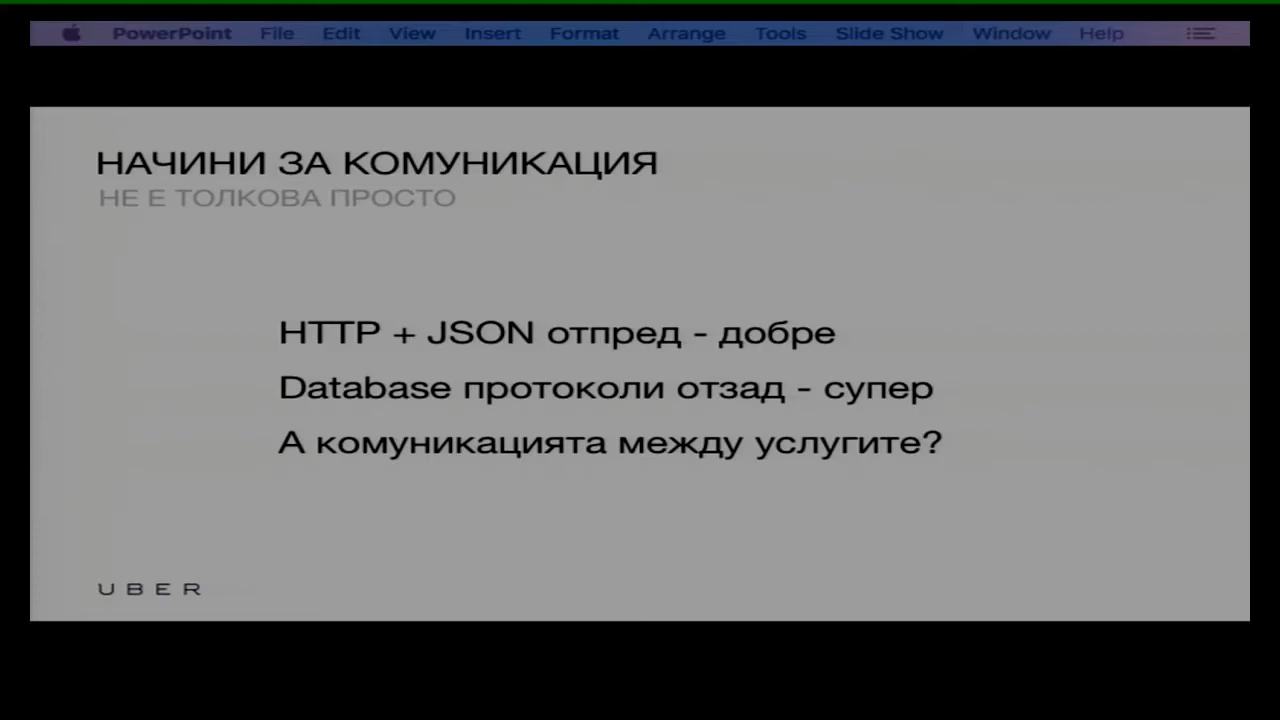 PowerPoint File Edit View Insert Format Arrange Tools Slide Show Window Help
НАЧИНИ ЗА КОМУНИКАЦИЯ
НЕ Е ТОЛКОВА ПРОСТО
HTTP + JSON отпред - добре
Database протоколи отзад - супер
А комуникацията между услугите?
UBER